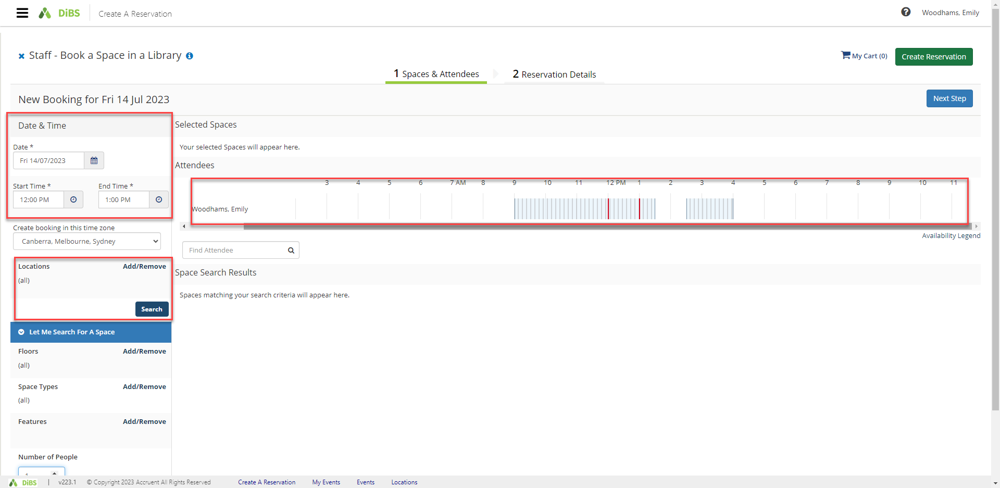 DiBS Create A Reservation Woodhams, Emily
Staff - Book a Space in a Library
My Cart (0) Create Reservation
1 Spaces & Attendees 2 Reservation Details
New Booking for Fri 14 Jul 2023 Next Step
Date & Time
Date *
Fri 14/07/2023
Start Time * End Time *
12:00 PM 1:00 PM
Create booking in this time zone
Canberra, Melbourne, Sydney
Locations Add/Remove
(all)
Search
Let Me Search For A Space
Floors Add/Remove
(all)
Space Types Add/Remove
(all)
Features Add/Remove
Number of People
Selected Spaces
Your selected Spaces will appear here.
Attendees
3 4 5 6 7 AM 8 9 10 11 12 PM 1 2 3 4 5 6 7 8 9 10 11
Woodhams, Emily
Availability Legend
Find Attendee
Space Search Results
Spaces matching your search criteria will appear here.
DiBS | v223.1 © Copyright 2023 Accruent All Rights Reserved Create A Reservation My Events Events Locations